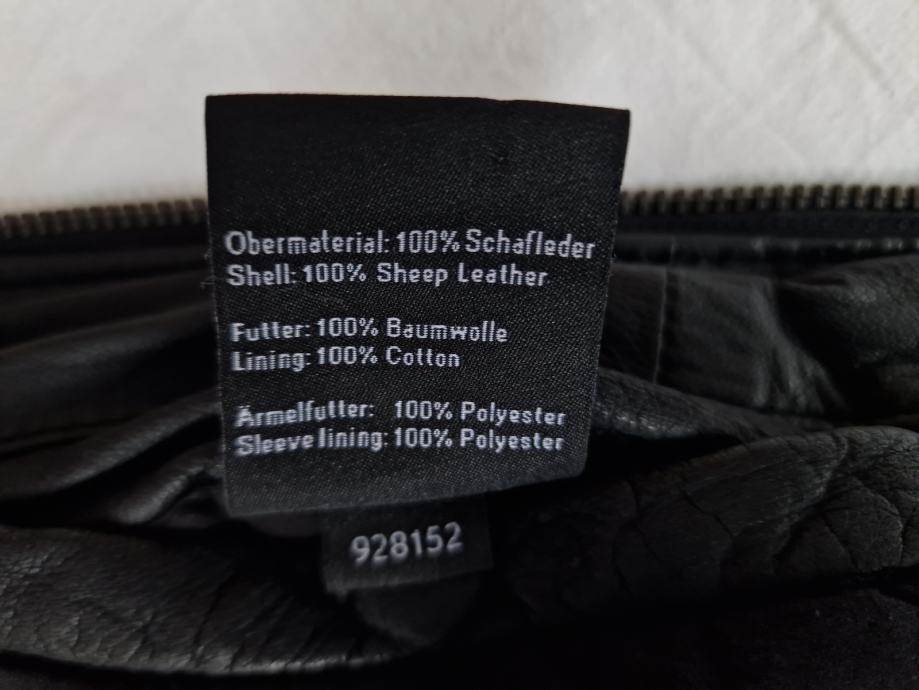 Obermaterial: 100% Schafleder
Shell: 100% Sheep Leather
Futter: 100% Baumwolle
Lining: 100% Cotton
Ärmelfutter: 100% Polyester
Sleeve lining: 100% Polyester
928152